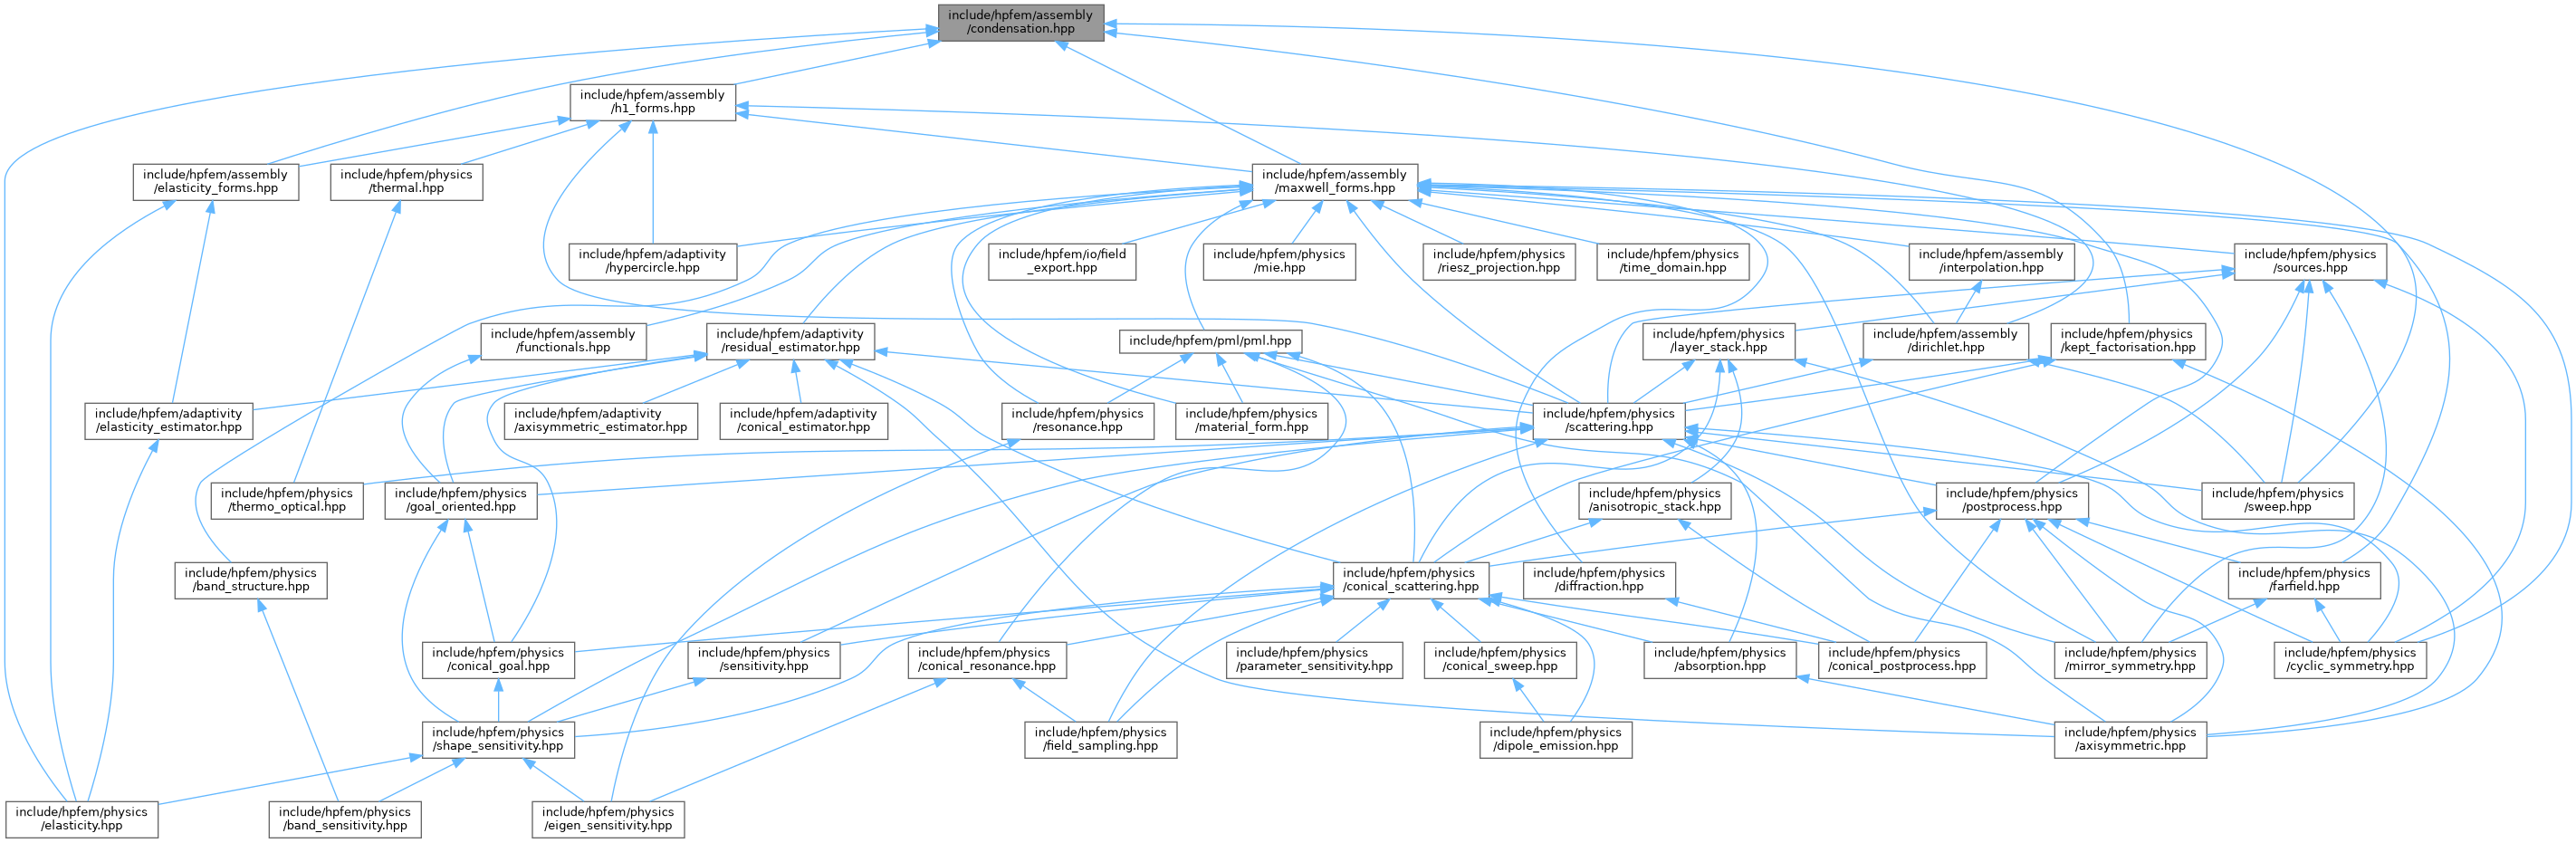 include/hpfem/assembly
/condensation.hpp
include/hpfem/assembly
/h1_forms.hpp
include/hpfem/assembly
/elasticity_forms.hpp
include/hpfem/physics
/thermal.hpp
include/hpfem/assembly
/maxwell_forms.hpp
include/hpfem/adaptivity
/hypercircle.hpp
include/hpfem/io/field
_export.hpp
include/hpfem/physics
/mie.hpp
include/hpfem/physics
/riesz_projection.hpp
include/hpfem/physics
/time_domain.hpp
include/hpfem/assembly
/interpolation.hpp
include/hpfem/physics
/sources.hpp
include/hpfem/assembly
/functionals.hpp
include/hpfem/adaptivity
/residual_estimator.hpp
include/hpfem/pml/pml.hpp
include/hpfem/physics
/layer_stack.hpp
include/hpfem/assembly
/dirichlet.hpp
include/hpfem/physics
/kept_factorisation.hpp
include/hpfem/adaptivity
/elasticity_estimator.hpp
include/hpfem/adaptivity
/axisymmetric_estimator.hpp
include/hpfem/adaptivity
/conical_estimator.hpp
include/hpfem/physics
/resonance.hpp
include/hpfem/physics
/material_form.hpp
include/hpfem/physics
/scattering.hpp
include/hpfem/physics
/thermo_optical.hpp
include/hpfem/physics
/goal_oriented.hpp
include/hpfem/physics
/anisotropic_stack.hpp
include/hpfem/physics
/postprocess.hpp
include/hpfem/physics
/sweep.hpp
include/hpfem/physics
/band_structure.hpp
include/hpfem/physics
/conical_scattering.hpp
include/hpfem/physics
/diffraction.hpp
include/hpfem/physics
/farfield.hpp
include/hpfem/physics
/conical_goal.hpp
include/hpfem/physics
/sensitivity.hpp
include/hpfem/physics
/conical_resonance.hpp
include/hpfem/physics
/parameter_sensitivity.hpp
include/hpfem/physics
/conical_sweep.hpp
include/hpfem/physics
/absorption.hpp
include/hpfem/physics
/conical_postprocess.hpp
include/hpfem/physics
/mirror_symmetry.hpp
include/hpfem/physics
/cyclic_symmetry.hpp
include/hpfem/physics
/shape_sensitivity.hpp
include/hpfem/physics
/field_sampling.hpp
include/hpfem/physics
/dipole_emission.hpp
include/hpfem/physics
/axisymmetric.hpp
include/hpfem/physics
/elasticity.hpp
include/hpfem/physics
/band_sensitivity.hpp
include/hpfem/physics
/eigen_sensitivity.hpp